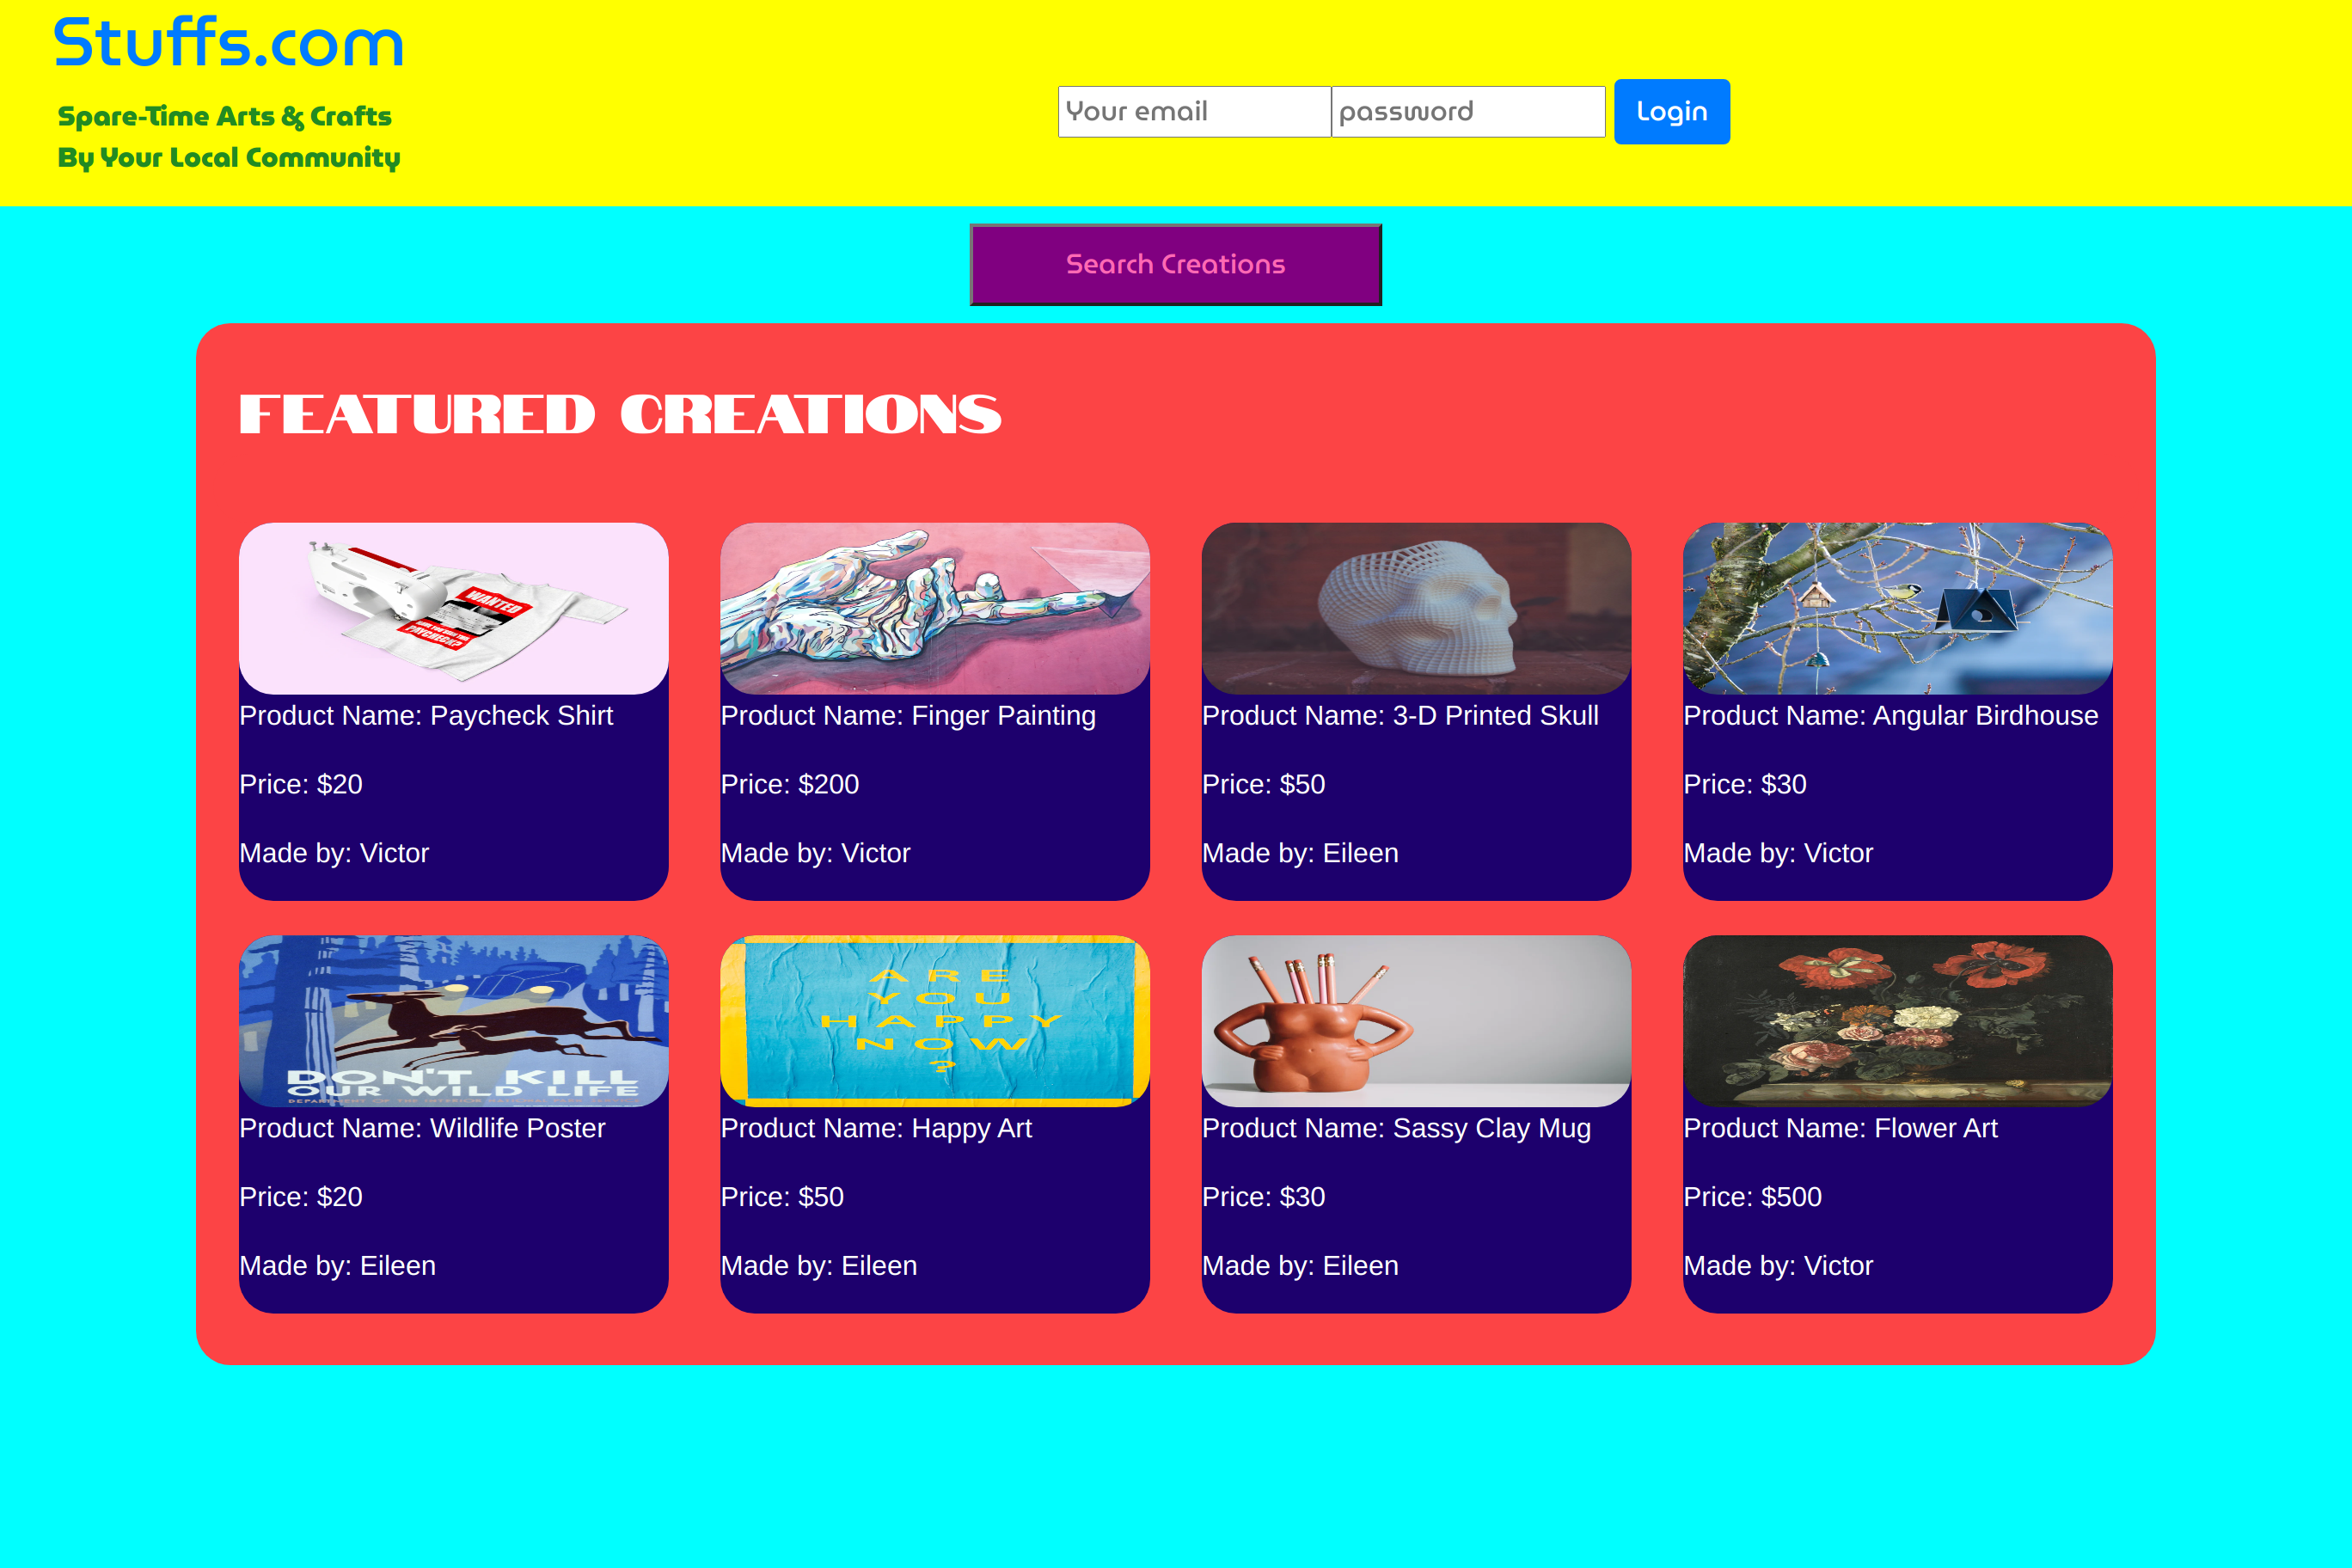 Stuffs.com
Spare-Time Arts & Crafts
By Your Local Community
Your email
password
Login
Search Creations
FEATURED CREATIONS
WANTED
PAYCHECK?
Product Name: Paycheck Shirt
Price: $20
Made by: Victor
Product Name: Finger Painting
Price: $200
Made by: Victor
Product Name: 3-D Printed Skull
Price: $50
Made by: Eileen
Product Name: Angular Birdhouse
Price: $30
Made by: Victor
DON'T KILL
OUR WILD LIFE
Product Name: Wildlife Poster
Price: $20
Made by: Eileen
ARE
YOU
HAPPY
NOW
?
Product Name: Happy Art
Price: $50
Made by: Eileen
Product Name: Sassy Clay Mug
Price: $30
Made by: Eileen
Product Name: Flower Art
Price: $500
Made by: Victor